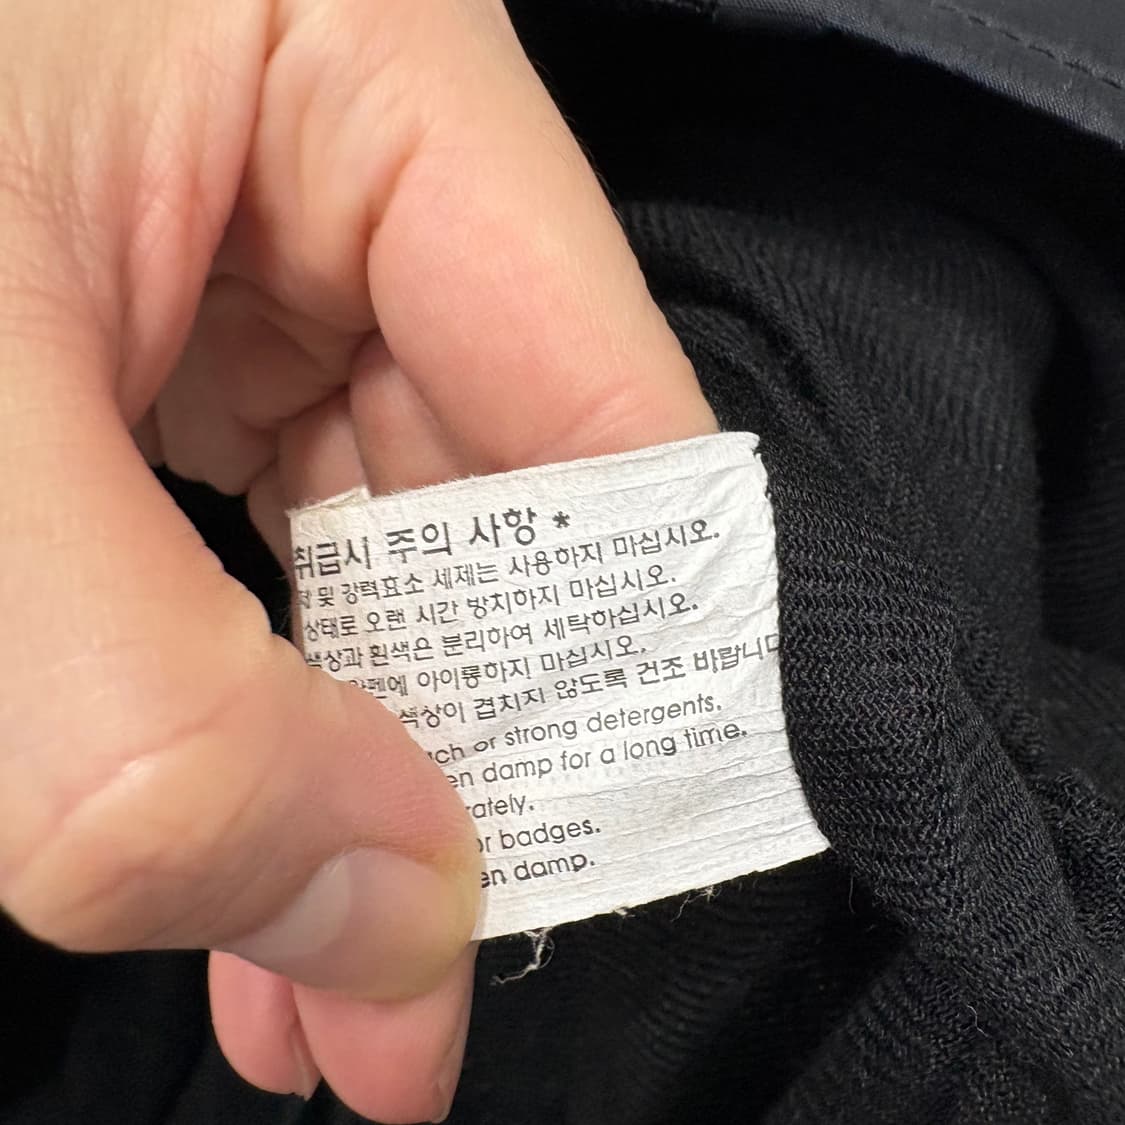 취급시 주의 사항 *
및 강력효소 세제는 사용하지 마십시오.
상태로 오랜 시간 방치하지 마십시오.
색상과 흰색은 분리하여 세탁하십시오.
아이롱하지 마십시오.
색상이 겹치지 않도록 건조 바랍니다
or strong detergents.
damp for a long time.
badges.
damp.